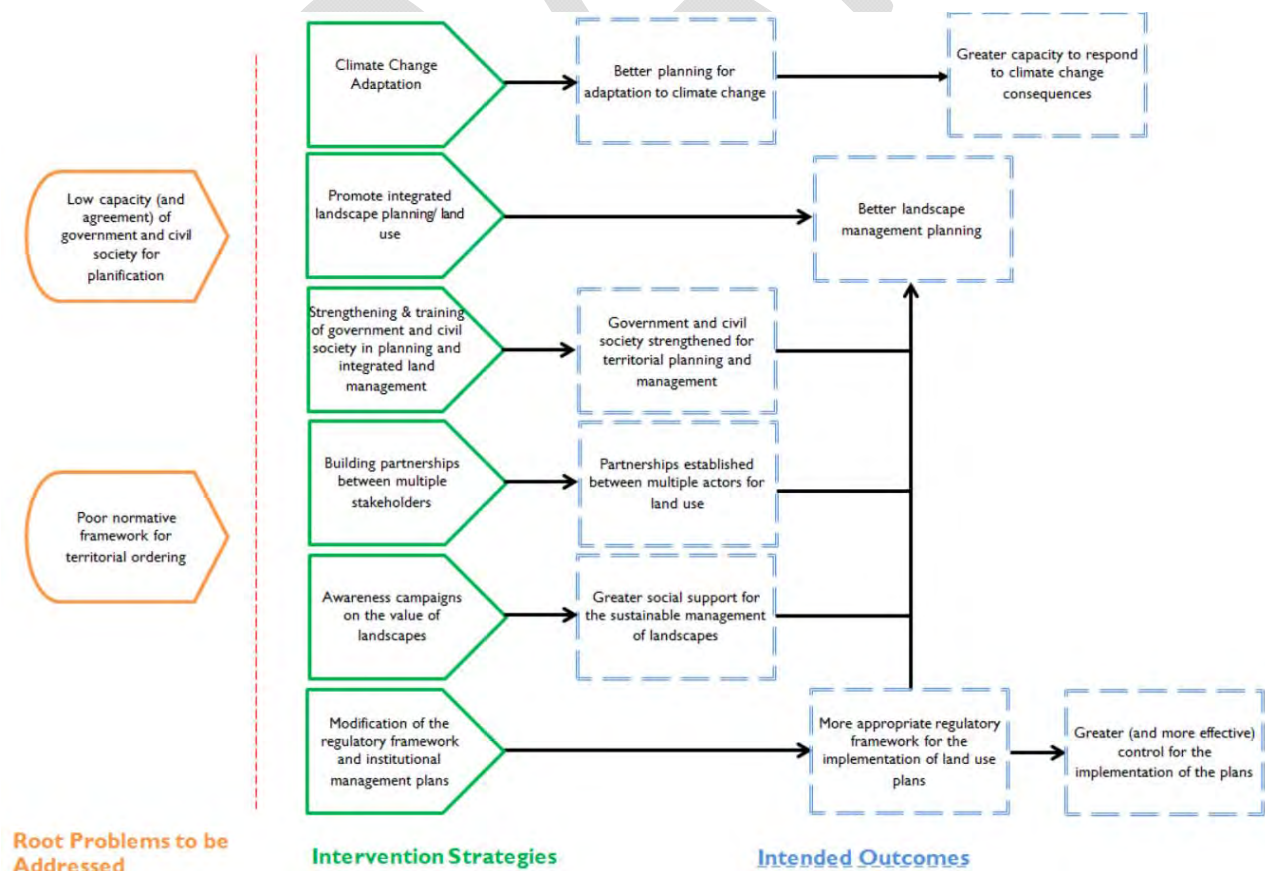 Climate Change
Adaptation
Better planning for
adaptation to climate change
Greater capacity to respond
to climate change
consequences
Low capacity (and
agreement) of
government and civil
society for
planification
Promote integrated
landscape planning/ land
use
Better landscape
management planning
Strengthening & training
of government and civil
society in planning and
integrated land
management
Government and civil
society strengthened for
territorial planning and
management
Poor normative
framework for
territorial ordering
Building partnerships
between multiple
stakeholders
Partnerships established
between multiple actors for
land use
Awareness campaigns
on the value of
landscapes
Greater social support for
the sustainable management
of landscapes
Modification of the
regulatory framework
and institutional
management plans
More appropriate regulatory
framework for the
implementation of land use
plans
Greater (and more effective)
control for the
implementation of the plans
Root Problems to be
Addressed
Intervention Strategies
Intended Outcomes